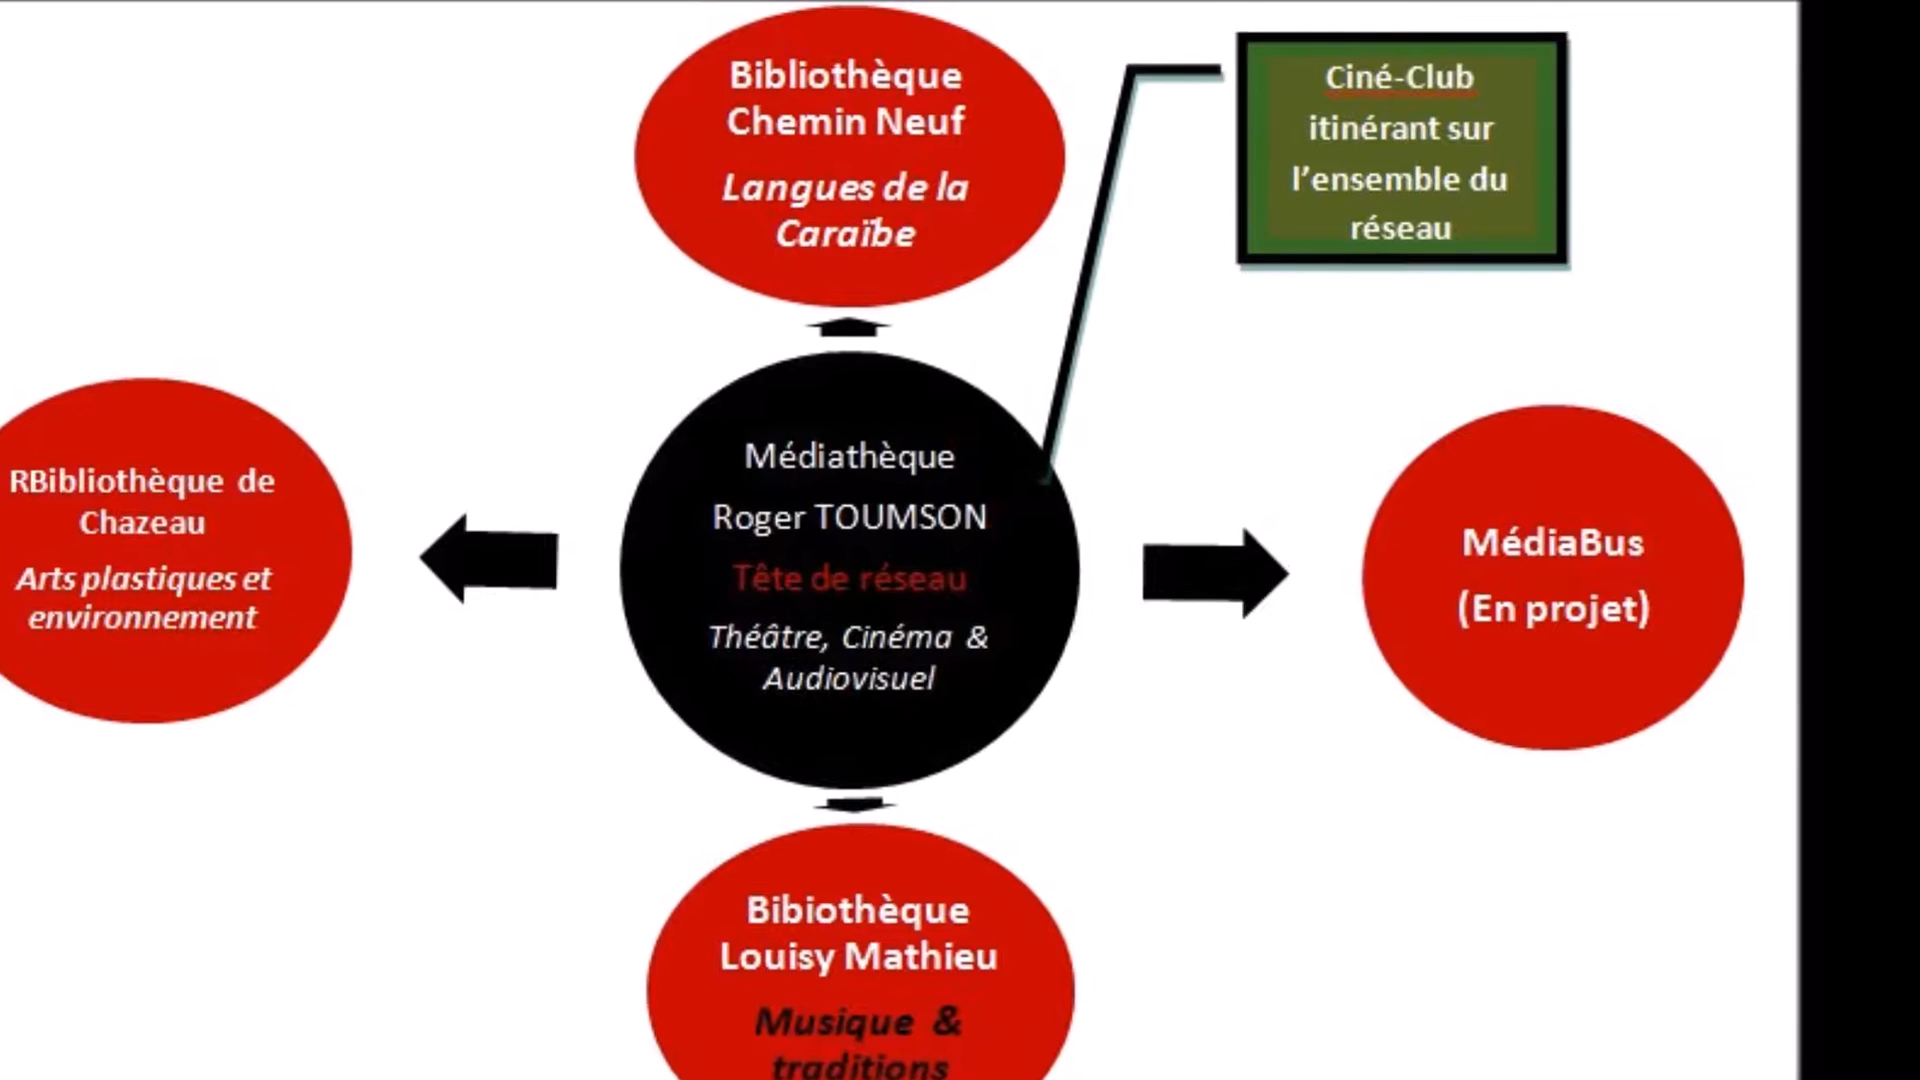 Bibliothèque
Chemin Neuf
Langues de la
Caraïbe
Ciné-Club
itinérant sur
l’ensemble du
réseau
RBibliothèque de
Chazeau
Arts plastiques et
environnement
Médiathèque
Roger TOUMSON
Tête de réseau
Théâtre, Cinéma &
Audiovisuel
MédiaBus
(En projet)
Bibiothèque
Louisy Mathieu
Musique &
traditions